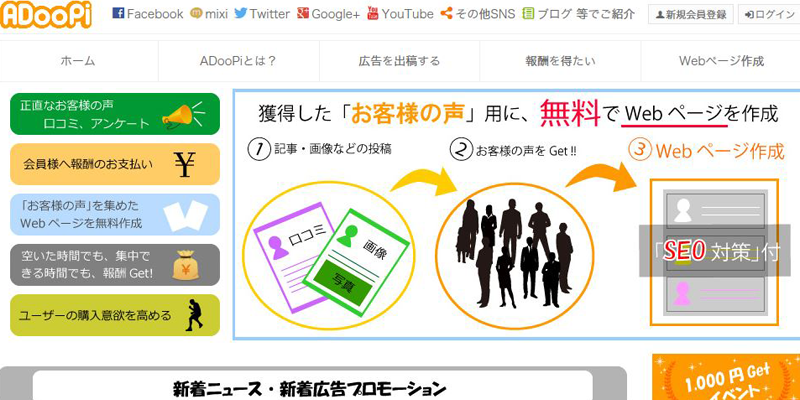 ADooPi
Facebook mixi Twitter Google+ YouTube その他SNS ブログ 等でご紹介
新規会員登録 ログイン
ホーム ADooPiとは？ 広告を出稿する 報酬を得たい Webページ作成
正直なお客様の声
口コミ、アンケート
会員様へ報酬のお支払い ¥
「お客様の声」を集めた
Webページを無料作成
空いた時間でも、集中で
きる時間でも、報酬 Get!
¥
ユーザーの購入意欲を高める
獲得した「お客様の声」用に、無料で Web ページを作成
1 記事・画像などの投稿
2 お客様の声を Get !!
3 Web ページ作成
口コミ
画像
写真
「SEO 対策」付
新着ニュース・新着広告プロモーション
1,000 円 Get
イベント